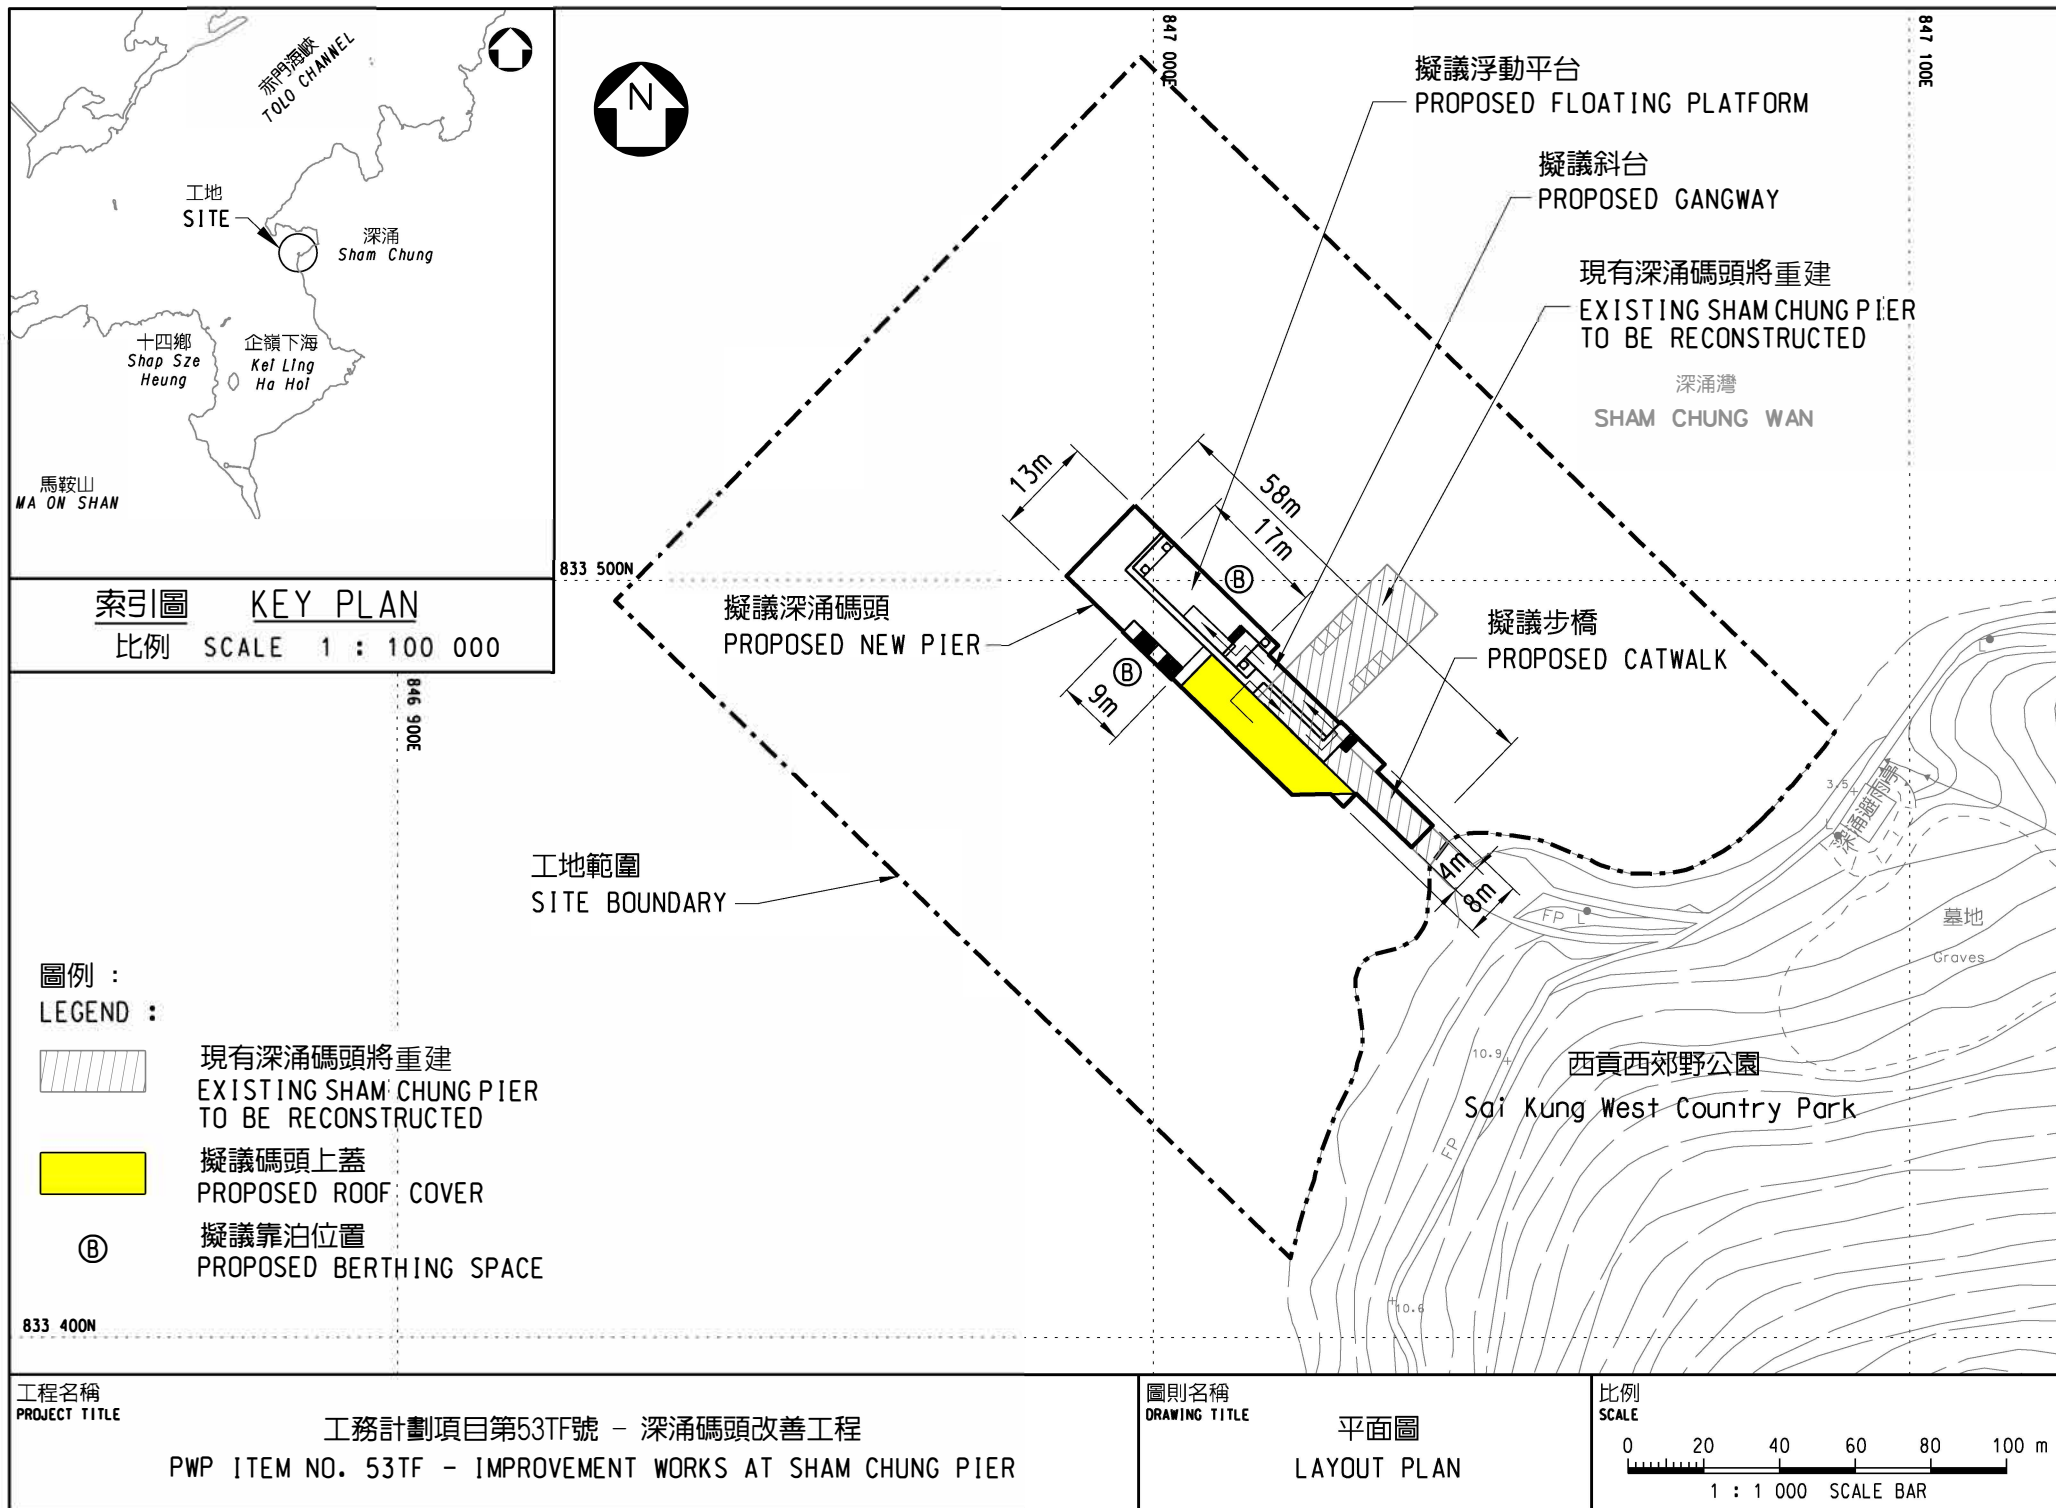 赤門海峽
TOLO CHANNEL
工地
SITE
深涌
Sham Chung
十四鄉
Shap Sze
Heung
企嶺下海
Kei Ling
Ha Hoi
馬鞍山
MA ON SHAN
索引圖 KEY PLAN
比例 SCALE 1 : 100 000
N
847 000E
847 100E
擬議浮動平台
PROPOSED FLOATING PLATFORM
擬議斜台
PROPOSED GANGWAY
現有深涌碼頭將重建
EXISTING SHAM CHUNG PIER
TO BE RECONSTRUCTED
深涌灣
SHAM CHUNG WAN
13m
58m
17m
833 500N
Ⓑ
擬議深涌碼頭
PROPOSED NEW PIER
擬議步橋
PROPOSED CATWALK
Ⓑ
9m
846 900E
L
3.5
L
深涌避雨亭
工地範圍
SITE BOUNDARY
4m
8m
FP L
墓地
Graves
圖例 :
LEGEND :
現有深涌碼頭將重建
EXISTING SHAM CHUNG PIER
TO BE RECONSTRUCTED
擬議碼頭上蓋
PROPOSED ROOF COVER
Ⓑ
擬議靠泊位置
PROPOSED BERTHING SPACE
10.9
西貢西郊野公園
Sai Kung West Country Park
FP
10.6
833 400N
工程名稱
PROJECT TITLE
工務計劃項目第53TF號 – 深涌碼頭改善工程
PWP ITEM NO. 53TF - IMPROVEMENT WORKS AT SHAM CHUNG PIER
圖則名稱
DRAWING TITLE
平面圖
LAYOUT PLAN
比例
SCALE
0 20 40 60 80 100 m
1 : 1 000 SCALE BAR